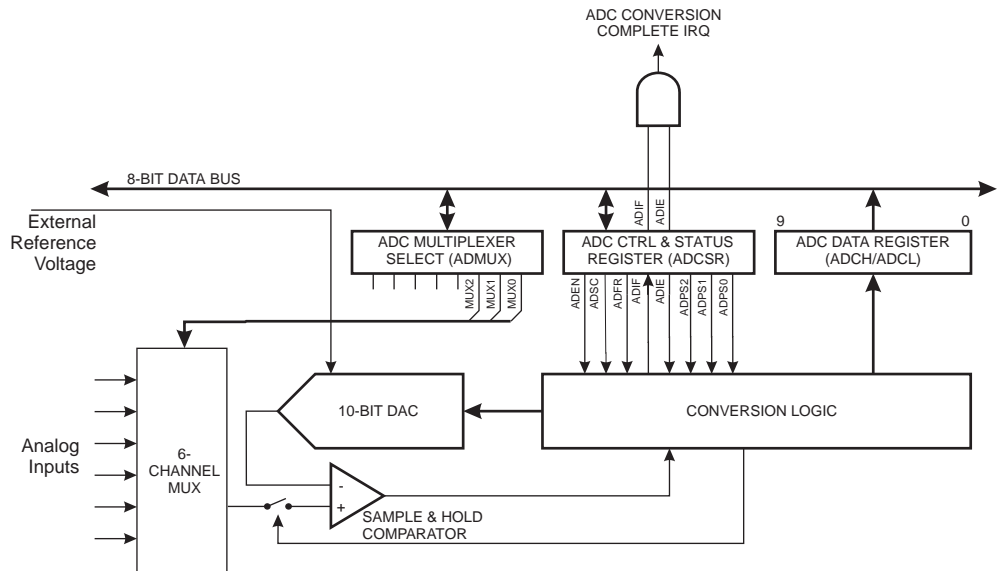 ADC CONVERSION
COMPLETE IRQ
8-BIT DATA BUS
ADIF
ADIE
External
Reference
Voltage
9
0
ADC MULTIPLEXER
SELECT (ADMUX)
ADC CTRL & STATUS
REGISTER (ADCSR)
ADC DATA REGISTER
(ADCH/ADCL)
MUX2
MUX1
MUX0
ADEN
ADSC
ADFR
ADIF
ADIE
ADPS2
ADPS1
ADPS0
10-BIT DAC
CONVERSION LOGIC
Analog
Inputs
6-
CHANNEL
MUX
-
+
SAMPLE & HOLD
COMPARATOR